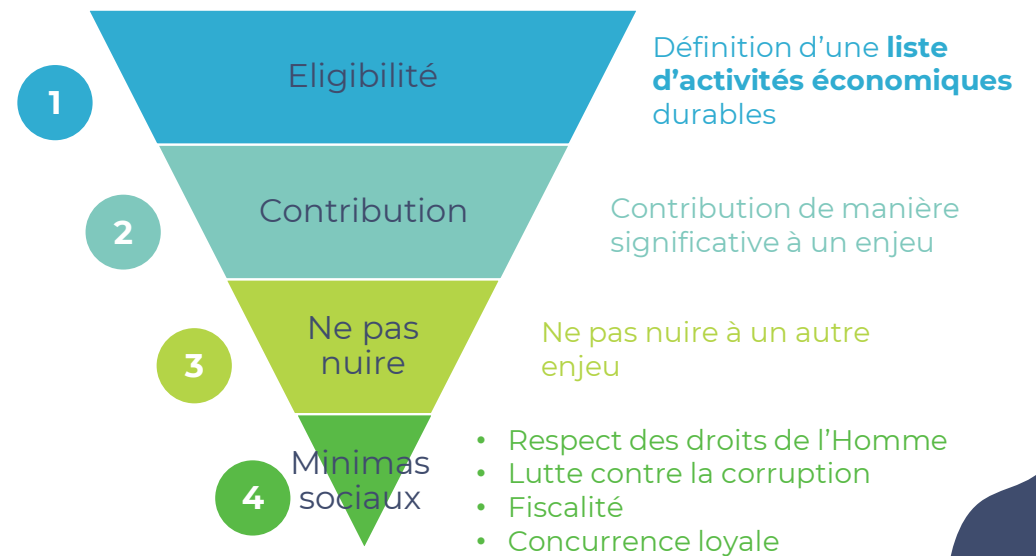 1
Eligibilité
Définition d’une liste
d’activités économiques
durables
2
Contribution
Contribution de manière
significative à un enjeu
3
Ne pas
nuire
Ne pas nuire à un autre
enjeu
4
Minimas
sociaux
• Respect des droits de l’Homme
• Lutte contre la corruption
• Fiscalité
• Concurrence loyale